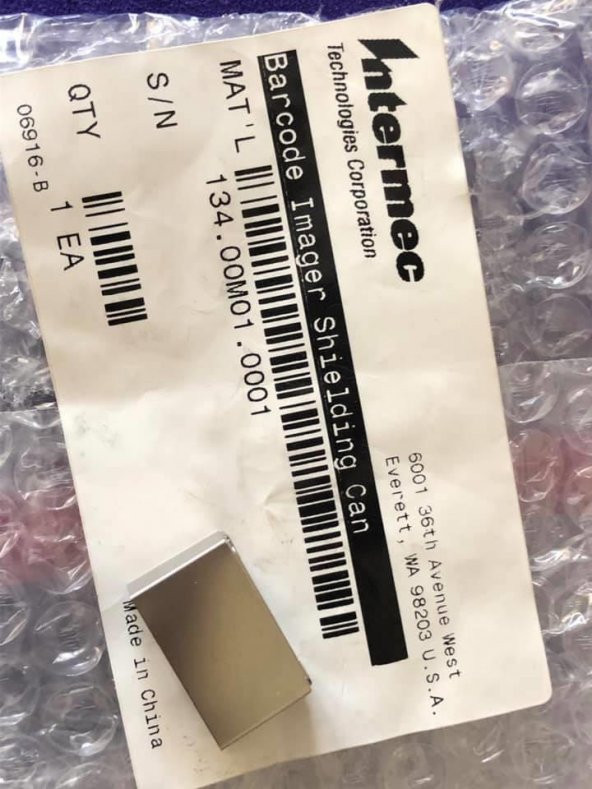 Intermec
Technologies Corporation
6001 36th Avenue West
Everett, WA 98203 U.S.A.
Barcode Imager Shielding Can
MAT'L
134.00M01.0001
S/N
QTY
1 EA
06916-B
Made in China